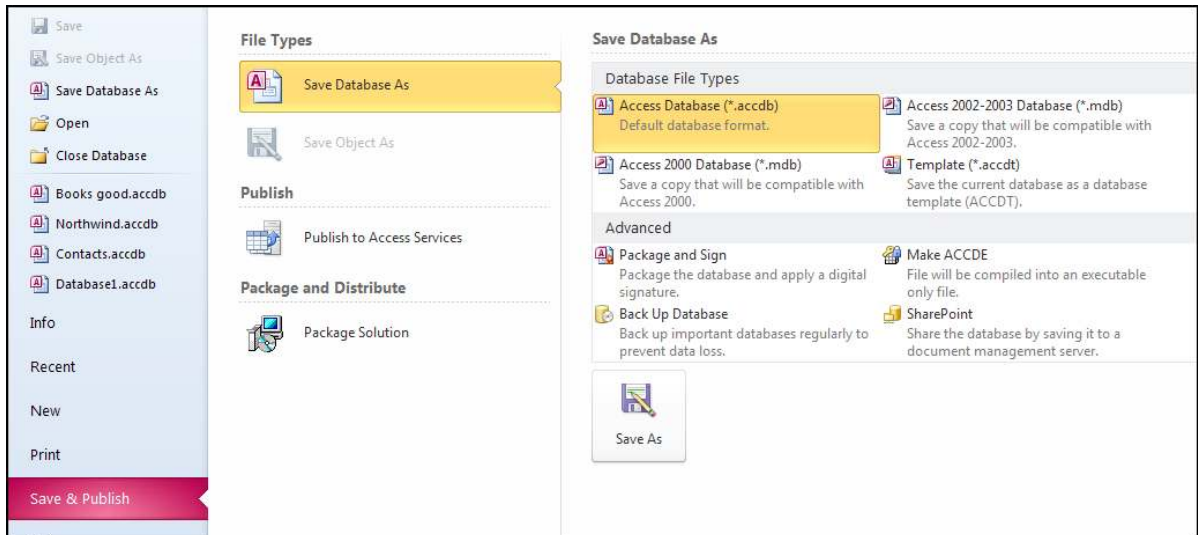 Save
Save Object As
Save Database As
Open
Close Database
Books good.accdb
Northwind.accdb
Contacts.accdb
Database1.accdb
Info
Recent
New
Print
Save & Publish
File Types
Save Database As
Save Object As
Publish
Publish to Access Services
Package and Distribute
Package Solution
Save Database As
Database File Types
Access Database (*.accdb)
Default database format.
Access 2002-2003 Database (*.mdb)
Save a copy that will be compatible with
Access 2002-2003.
Access 2000 Database (*.mdb)
Save a copy that will be compatible with
Access 2000.
Template (*.accdt)
Save the current database as a database
template (ACCDT).
Advanced
Package and Sign
Package the database and apply a digital
signature.
Make ACCDE
File will be compiled into an executable
only file.
Back Up Database
Back up important databases regularly to
prevent data loss.
SharePoint
Share the database by saving it to a
document management server.
Save As